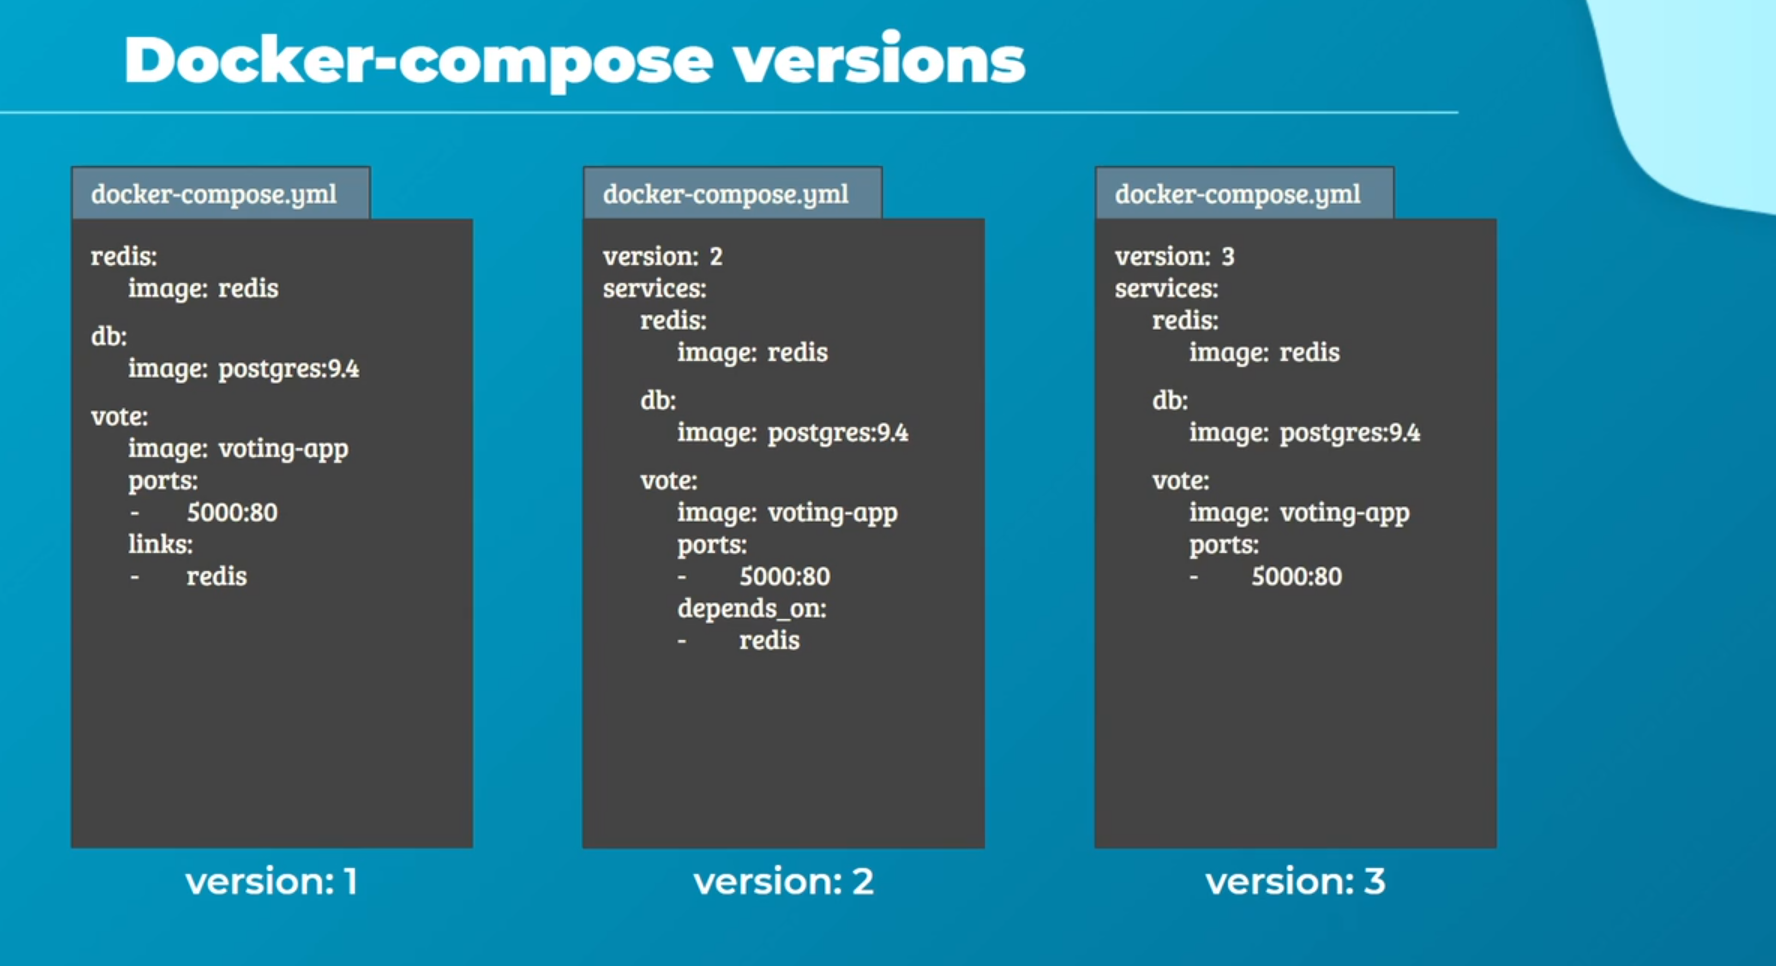 Docker-compose versions
docker-compose.yml
redis:
image: redis
db:
image: postgres:9.4
vote:
image: voting-app
ports:
- 5000:80
links:
- redis
version: 1
docker-compose.yml
version: 2
services:
redis:
image: redis
db:
image: postgres:9.4
vote:
image: voting-app
ports:
- 5000:80
depends_on:
- redis
version: 2
docker-compose.yml
version: 3
services:
redis:
image: redis
db:
image: postgres:9.4
vote:
image: voting-app
ports:
- 5000:80
version: 3